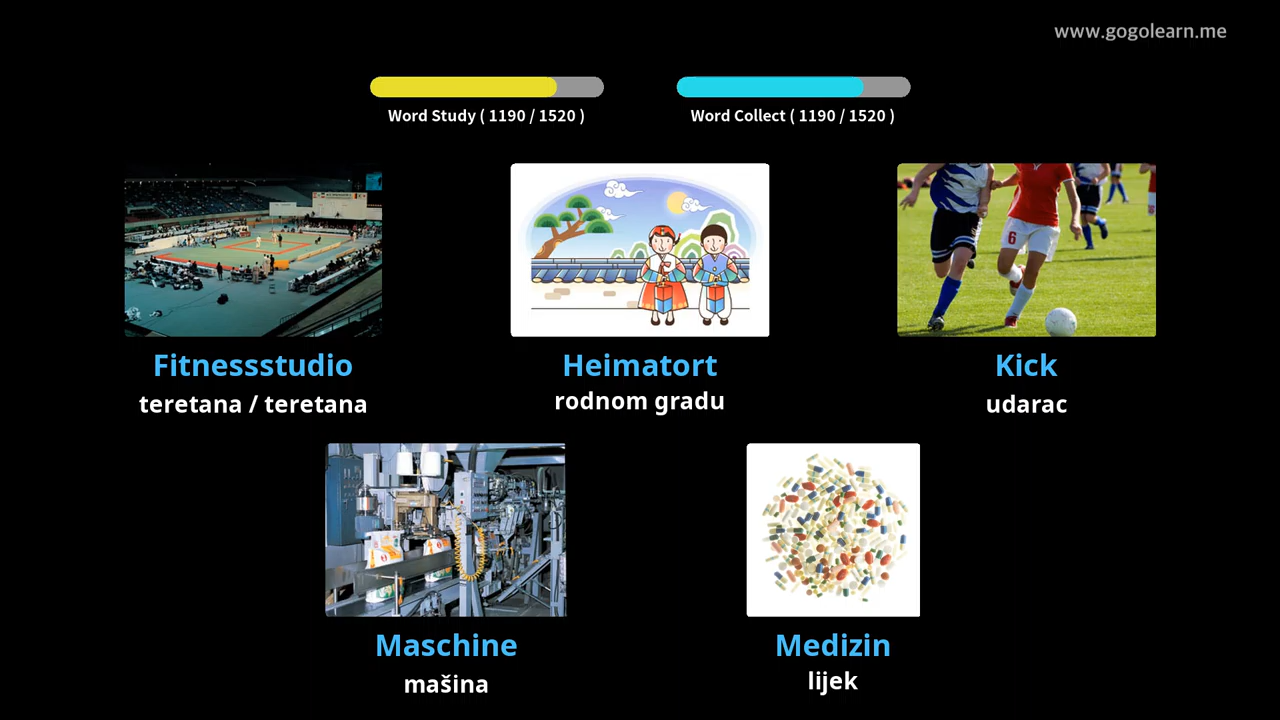 www.gogolearn.me
Word Study ( 1190 / 1520 )
Word Collect ( 1190 / 1520 )
6
Fitnessstudio
teretana / teretana
Heimatort
rodnom gradu
Kick
udarac
Maschine
mašina
Medizin
lijek